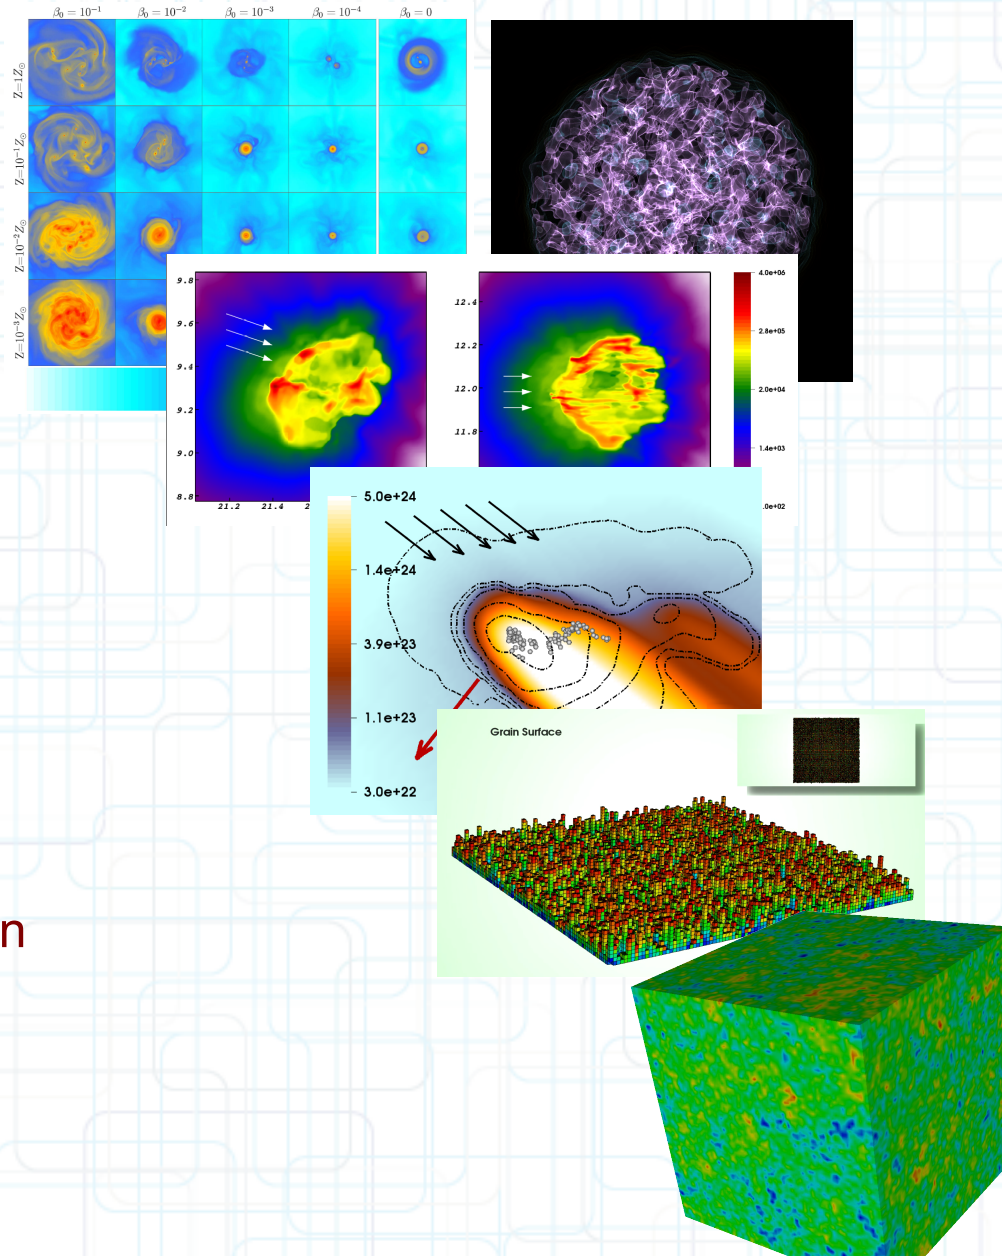 β₀ = 10⁻¹ β₀ = 10⁻² β₀ = 10⁻³ β₀ = 10⁻⁴ β₀ = 0
Z=1Z☉
Z=10⁻¹Z☉
Z=10⁻²Z☉
Z=10⁻³Z☉
9.8
9.6
9.4
9.2
9.0
8.8
21.2 21.4 2
12.4
12.2
12.0
11.8
4.0e+06
2.8e+05
2.0e+04
1.4e+03
.0e+02
5.0e+24
1.4e+24
3.9e+23
1.1e+23
3.0e+22
Grain Surface
n